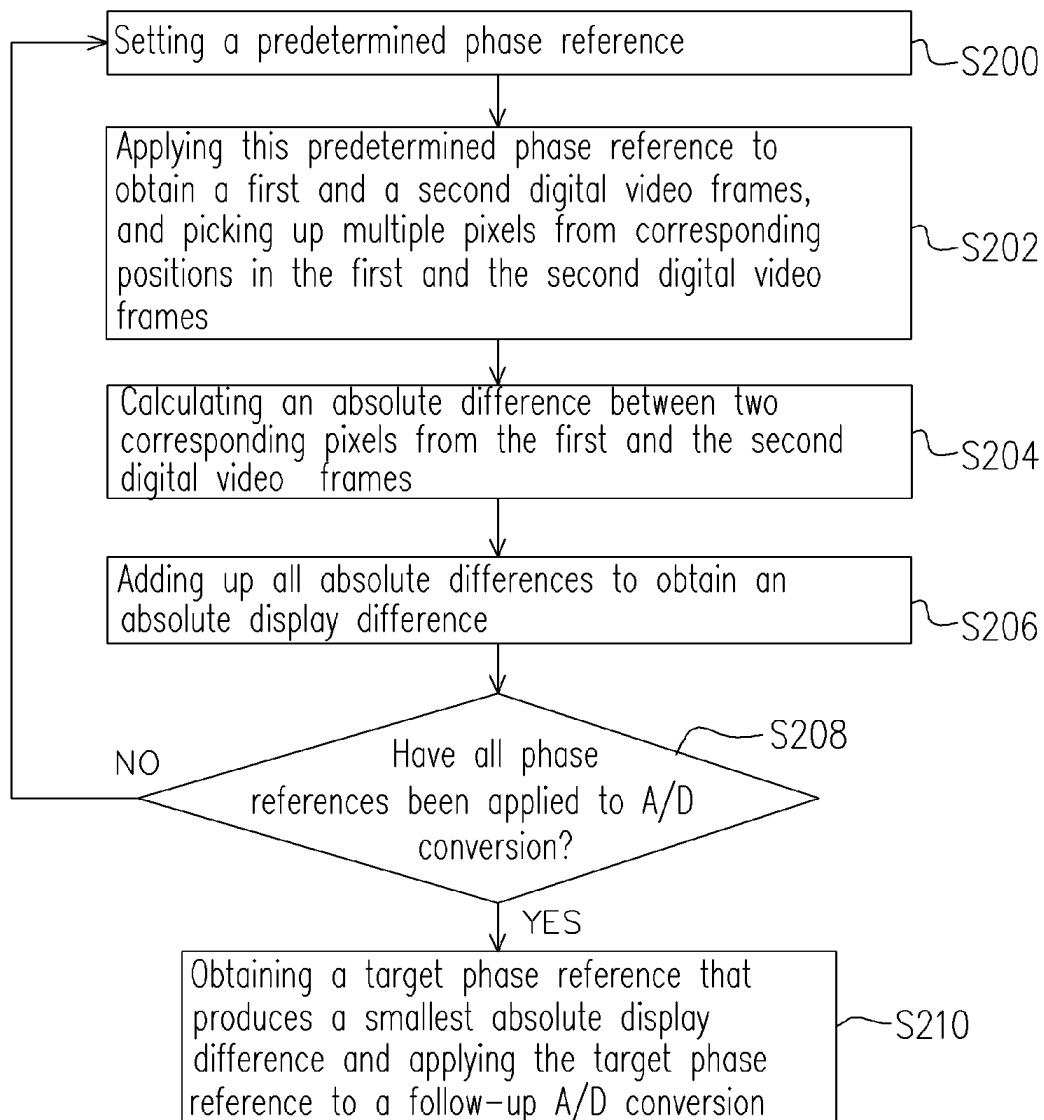 Setting a predetermined phase reference
S200
Applying this predetermined phase reference to
obtain a first and a second digital video frames,
and picking up multiple pixels from corresponding
positions in the first and the second digital video
frames
S202
Calculating an absolute difference between two
corresponding pixels from the first and the second
digital video frames
S204
Adding up all absolute differences to obtain an
absolute display difference
S206
S208
NO
Have all phase
references been applied to A/D
conversion?
YES
Obtaining a target phase reference that
produces a smallest absolute display
difference and applying the target phase
reference to a follow-up A/D conversion
S210